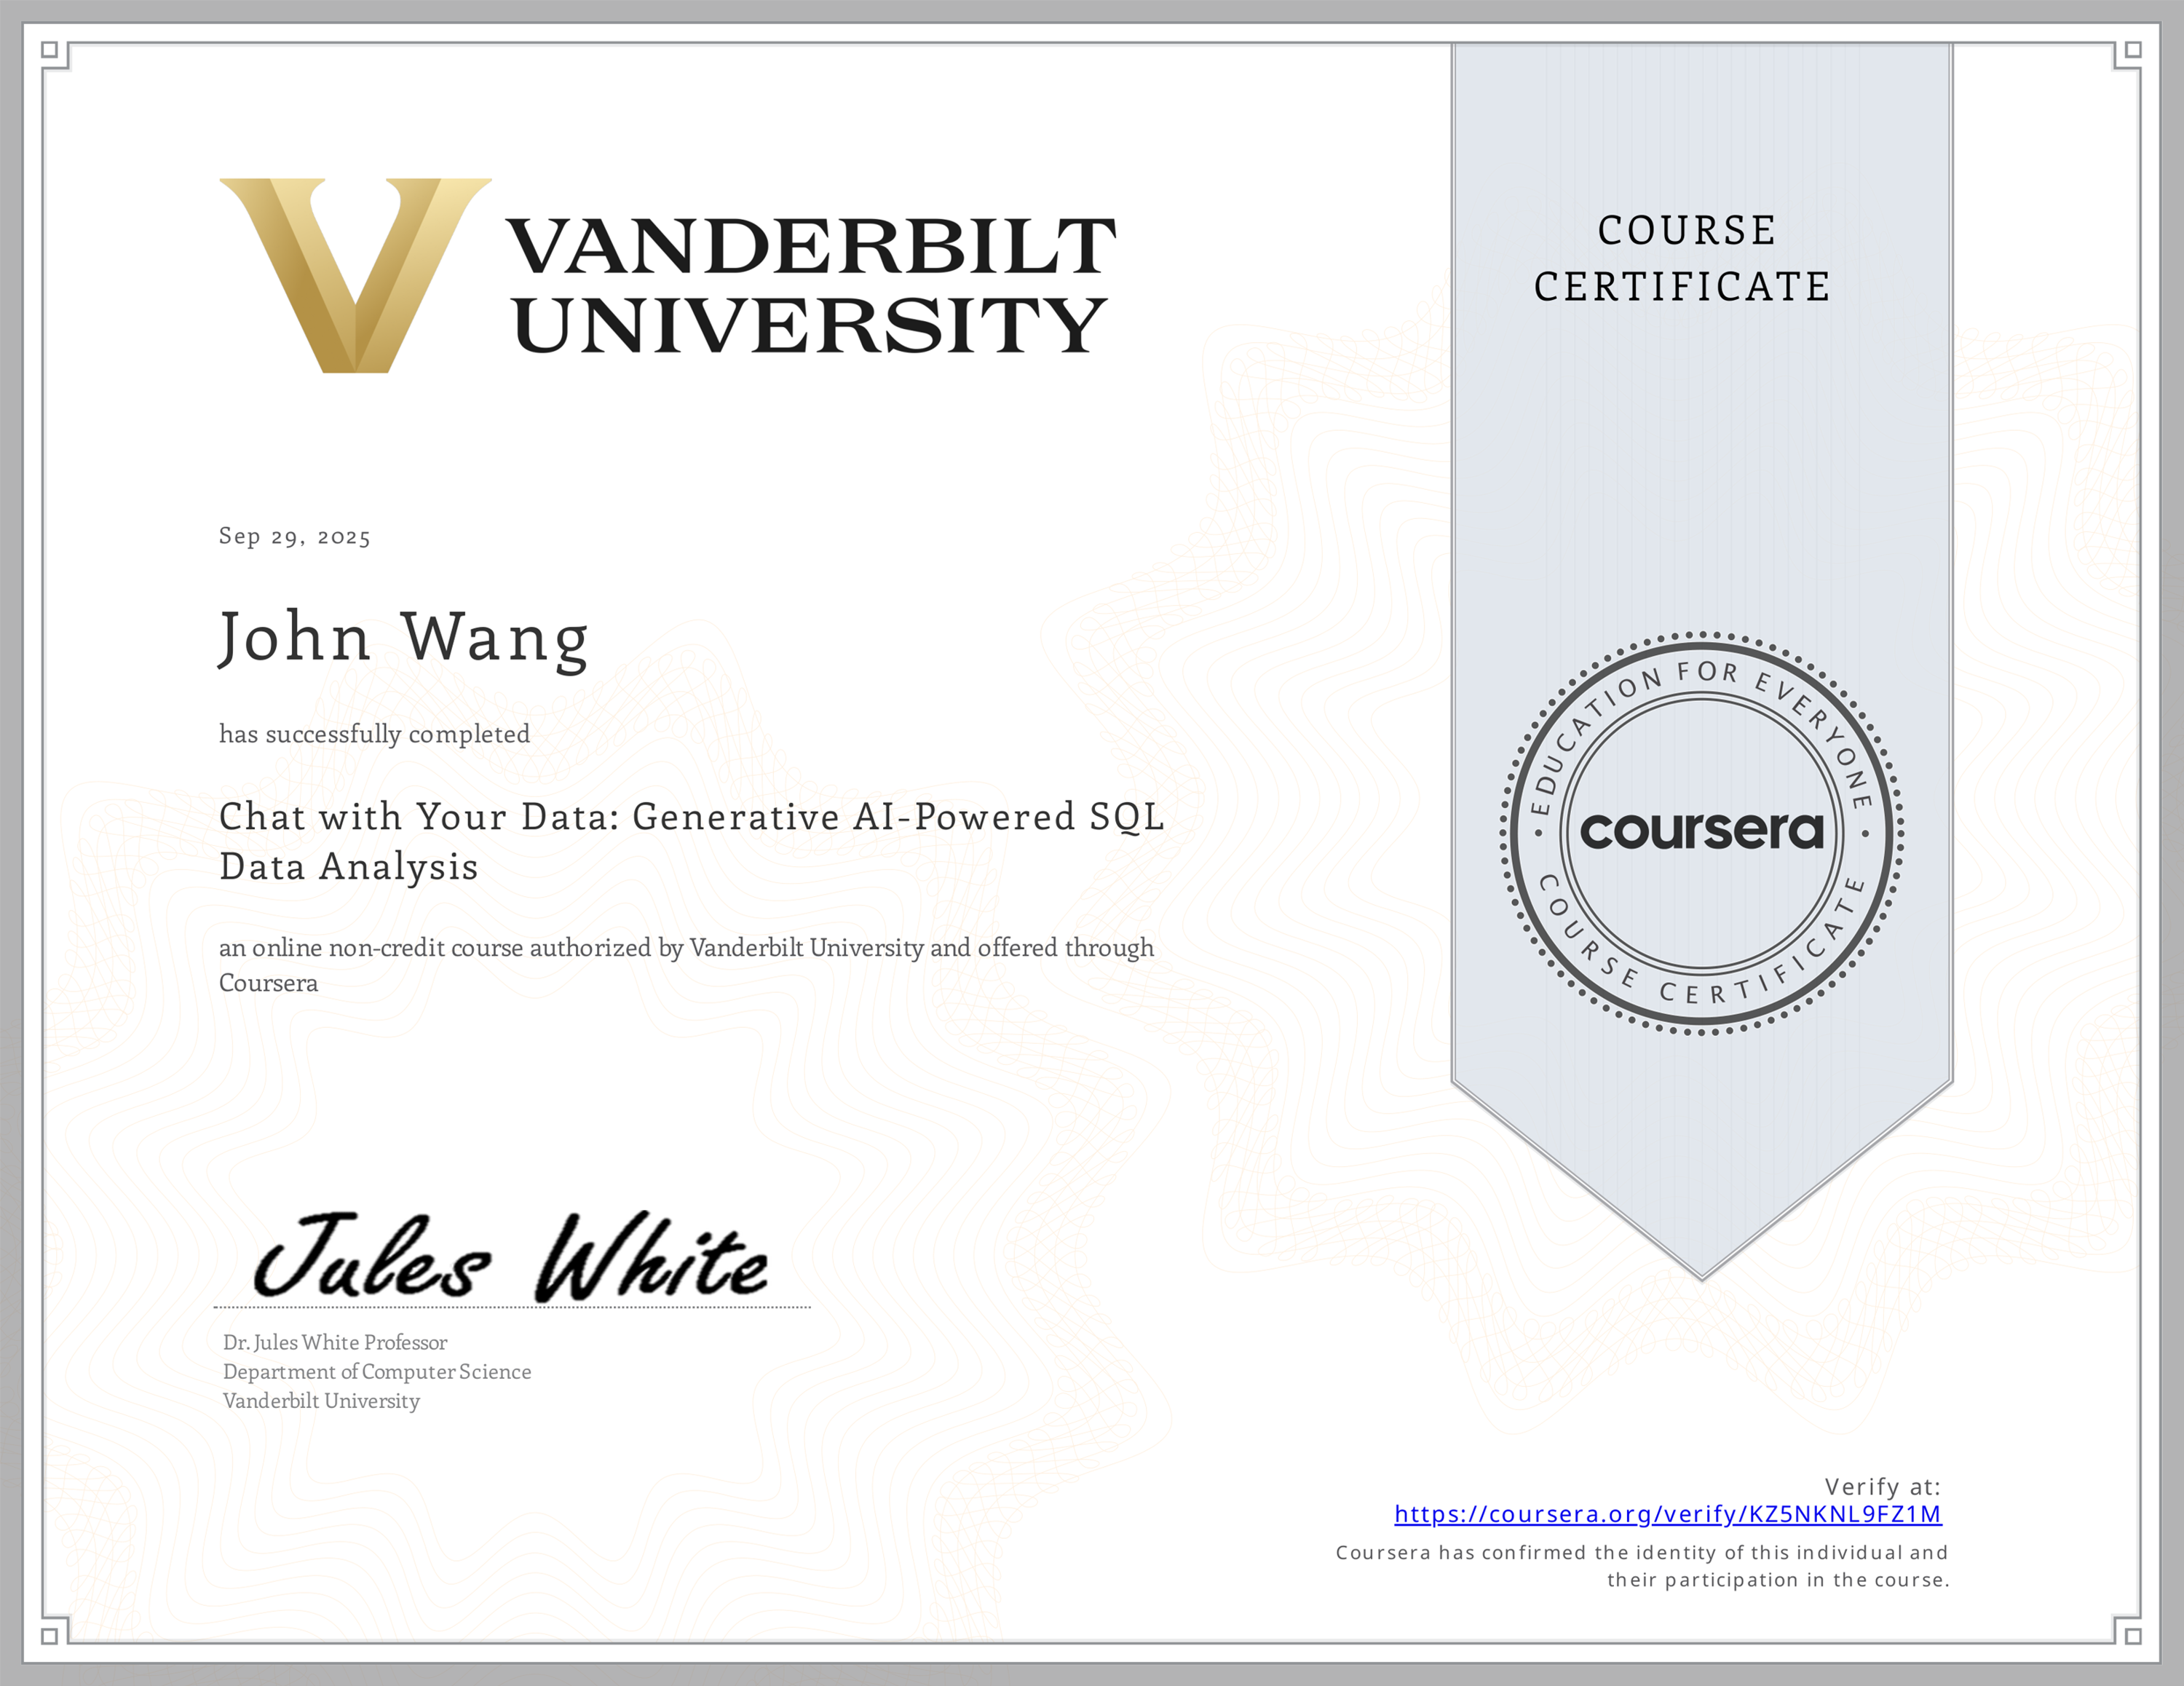 VANDERBILT
UNIVERSITY
COURSE
CERTIFICATE
Sep 29, 2025
John Wang
has successfully completed
Chat with Your Data: Generative AI-Powered SQL
Data Analysis
an online non-credit course authorized by Vanderbilt University and offered through
Coursera
EDUCATION FOR EVERYONE
coursera
COURSE CERTIFICATE
Jules White
Dr. Jules White Professor
Department of Computer Science
Vanderbilt University
Verify at:
https://coursera.org/verify/KZ5NKNL9FZ1M
Coursera has confirmed the identity of this individual and
their participation in the course.